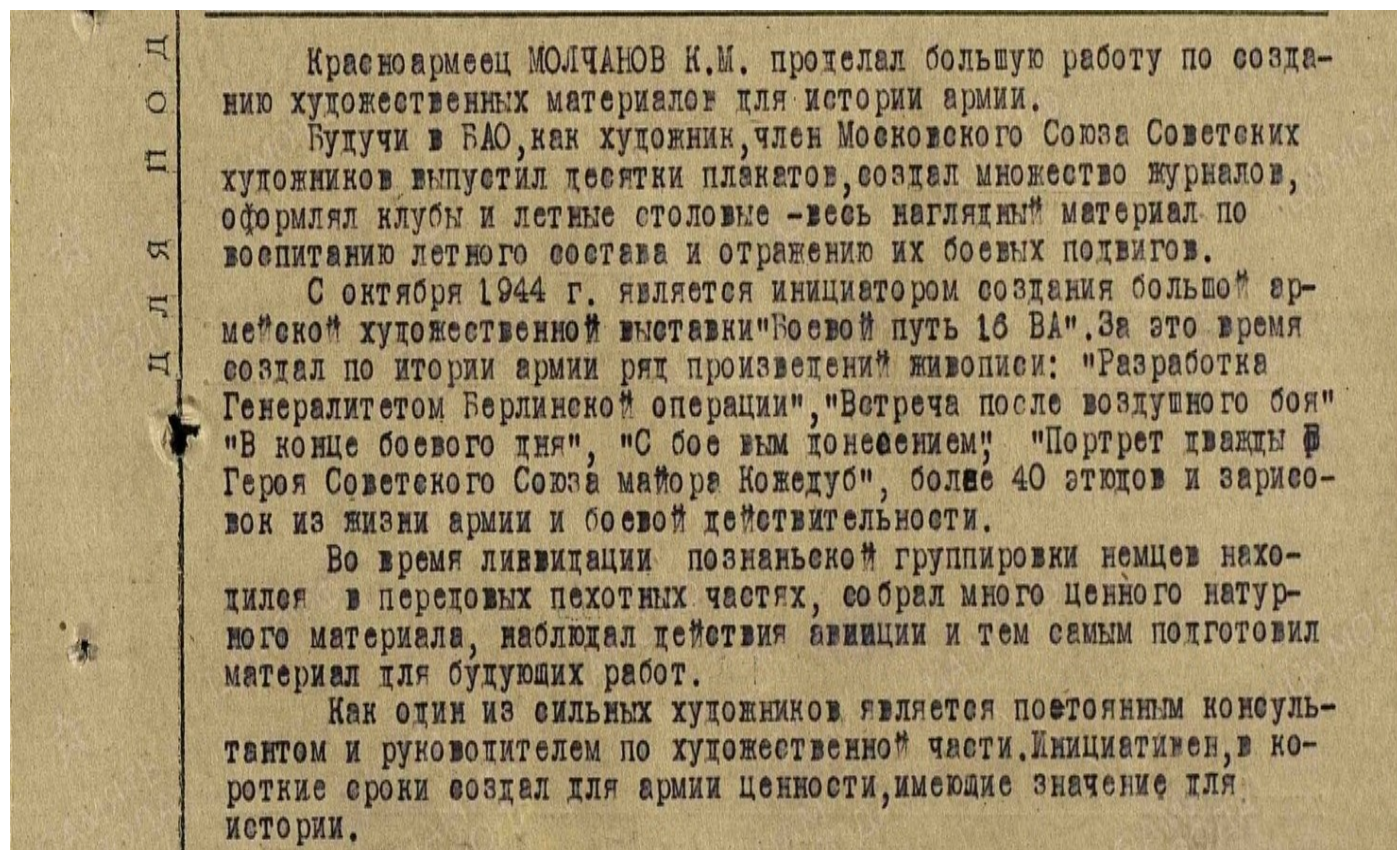 ДЛЯ ПОД
Красноармеец МОЛЧАНОВ К.М. проделал большую работу по созда-
нию художественных материалов для истории армии.
Будучи в БАО,как художник,член Московского Союза Советских
художников выпустил десятки плакатов,создал множество журналов,
оформлял клубы и летные столовые -весь наглядный материал по
воспитанию летного состава и отражению их боевых подвигов.
С октября 1944 г. является инициатором создания большой ар-
мейской художественной выставки"Боевой путь 16 ВА".За это время
создал по итории армии ряд произведений живописи: "Разработка
Генералитетом Берлинской операции","Встреча после воздушного боя"
"В конце боевого дня", "С бое вым донесением", "Портрет дважды
Героя Советского Союза майора Кожедуб", более 40 этюдов и зарисо-
вок из жизни армии и боевой действительности.
Во время ликвидации познаньской группировки немцев нахо-
дился в передовых пехотных частях, собрал много ценного натур-
ного материала, наблюдал действия авиации и тем самым подготовил
материал для будующих работ.
Как один из сильных художников является постоянным консуль-
тантом и руководителем по художественной части.Инициативен,в ко-
роткие сроки создал для армии ценности,имеющие значение для
истории.